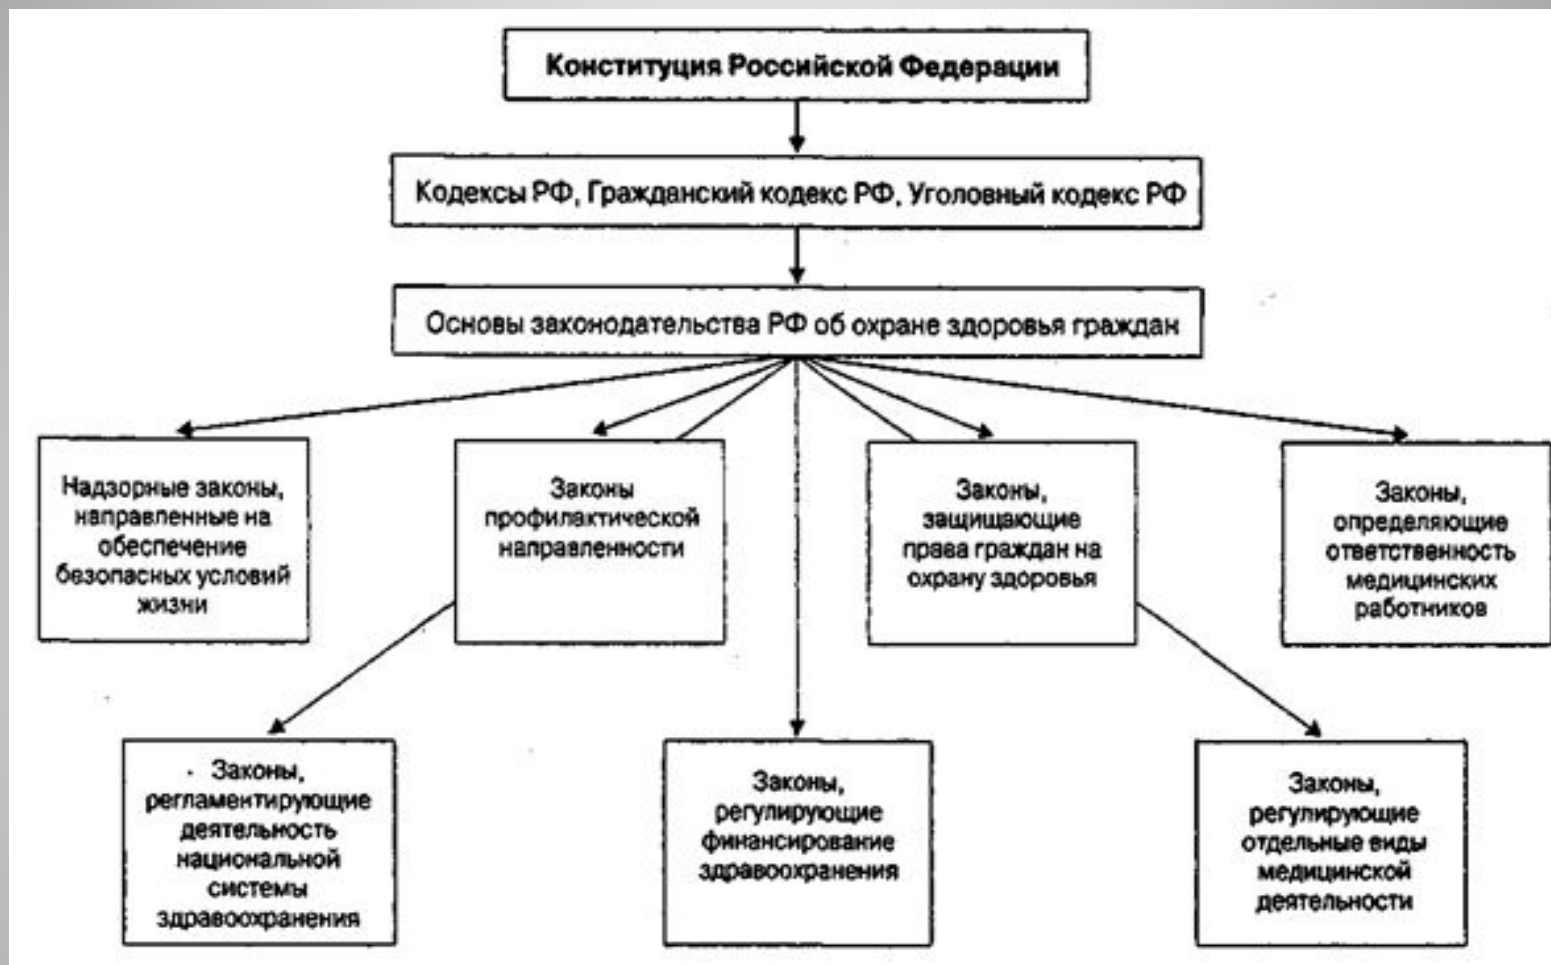 Конституция Российской Федерации
Кодексы РФ, Гражданский кодекс РФ, Уголовный кодекс РФ
Основы законодательства РФ об охране здоровья граждан
Надзорные законы,
направленные на
обеспечение
безопасных условий
жизни
Законы
профилактической
направленности
Законы,
защищающие
права граждан на
охрану здоровья
Законы,
определяющие
ответственность
медицинских
работников
Законы,
регламентирующие
деятельность
национальной
системы
здравоохранения
Законы,
регулирующие
финансирование
здравоохранения
Законы,
регулирующие
отдельные виды
медицинской
деятельности